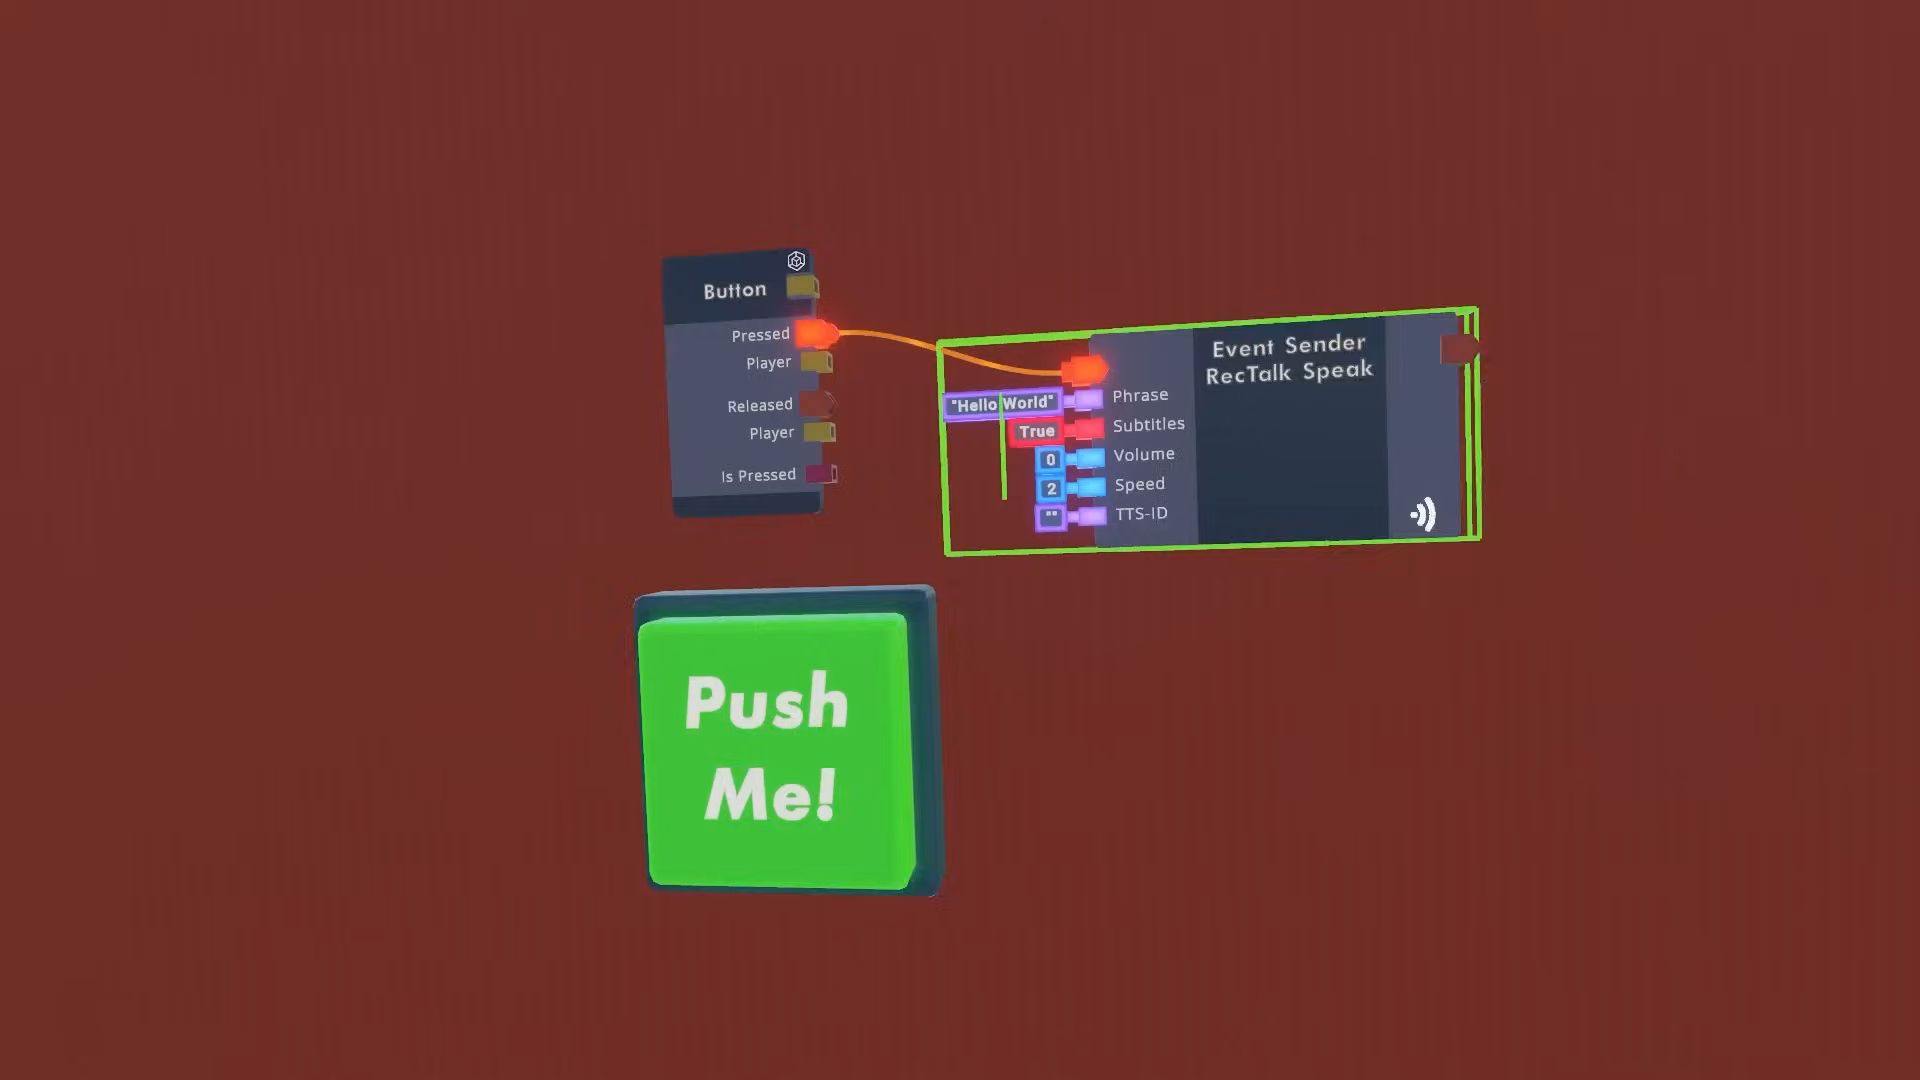 Button
Pressed
Player
Released
Player
Is Pressed
Event Sender
RecTalk Speak
"Hello World" Phrase
True Subtitles
0 Volume
2 Speed
"" TTS-ID
Push
Me!